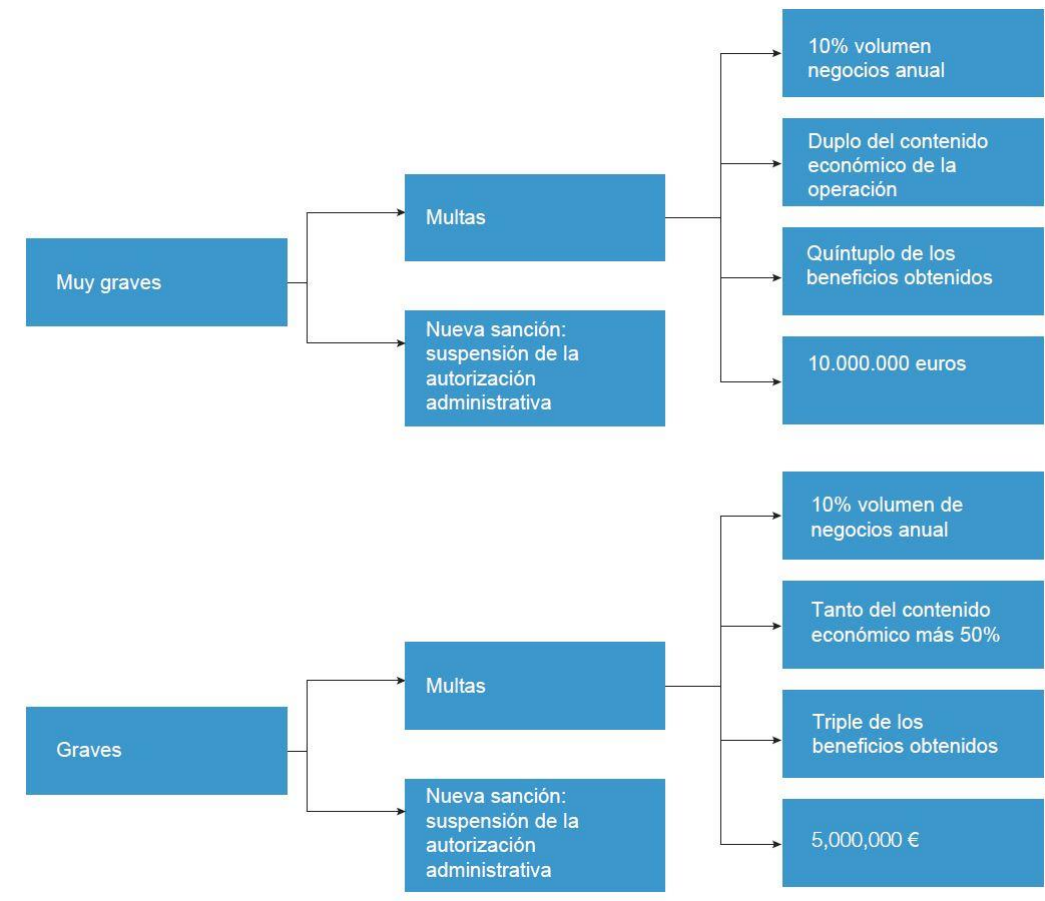 10% volumen
negocios anual
Duplo del contenido
económico de la
operación
Multas
Quíntuplo de los
beneficios obtenidos
Muy graves
Nueva sanción:
suspensión de la
autorización
administrativa
10.000.000 euros
10% volumen de
negocios anual
Tanto del contenido
económico más 50%
Multas
Triple de los
beneficios obtenidos
Graves
Nueva sanción:
suspensión de la
autorización
administrativa
5,000,000 €